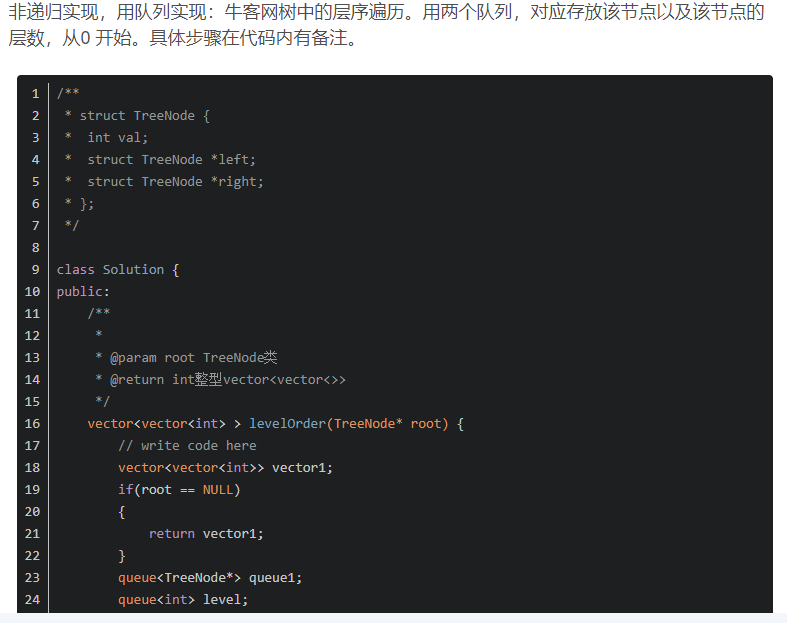 非递归实现，用队列实现：牛客网树中的层序遍历。用两个队列，对应存放该节点以及该节点的
层数，从0 开始。具体步骤在代码内有备注。
1 /**
2  * struct TreeNode {
3  *  int val;
4  *  struct TreeNode *left;
5  *  struct TreeNode *right;
6  * };
7  */
8
9 class Solution {
10 public:
11     /**
12      *
13      * @param root TreeNode类
14      * @return int整型vector<vector<>>
15      */
16     vector<vector<int> > levelOrder(TreeNode* root) {
17         // write code here
18         vector<vector<int>> vector1;
19         if(root == NULL)
20         {
21             return vector1;
22         }
23         queue<TreeNode*> queue1;
24         queue<int> level;